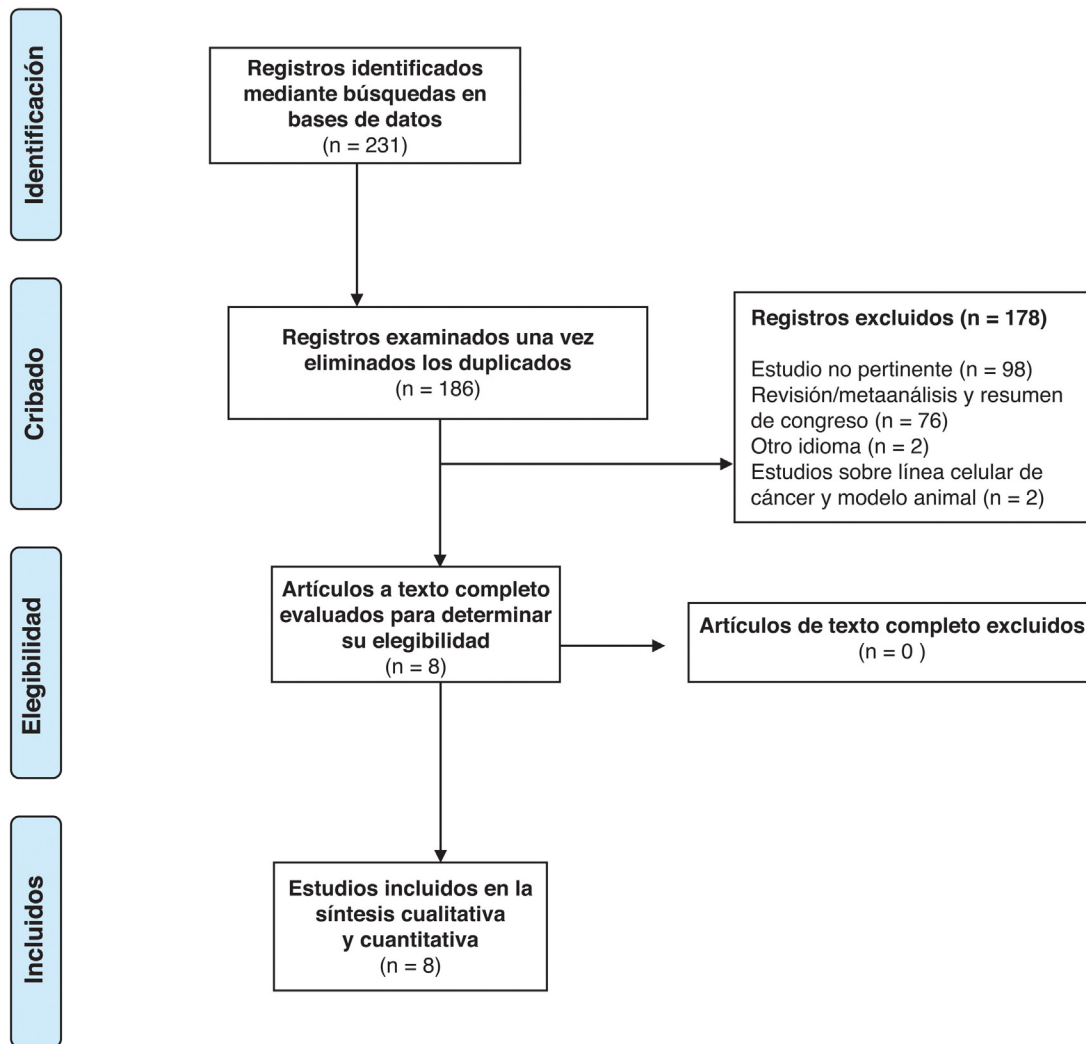 Identificación
Registros identificados
mediante búsquedas en
bases de datos
(n = 231)
Cribado
Registros examinados una vez
eliminados los duplicados
(n = 186)
Registros excluidos (n = 178)
Estudio no pertinente (n = 98)
Revisión/metaanálisis y resumen
de congreso (n = 76)
Otro idioma (n = 2)
Estudios sobre línea celular de
cáncer y modelo animal (n = 2)
Elegibilidad
Artículos a texto completo
evaluados para determinar
su elegibilidad
(n = 8)
Artículos de texto completo excluidos
(n = 0 )
Incluidos
Estudios incluidos en la
síntesis cualitativa
y cuantitativa
(n = 8)